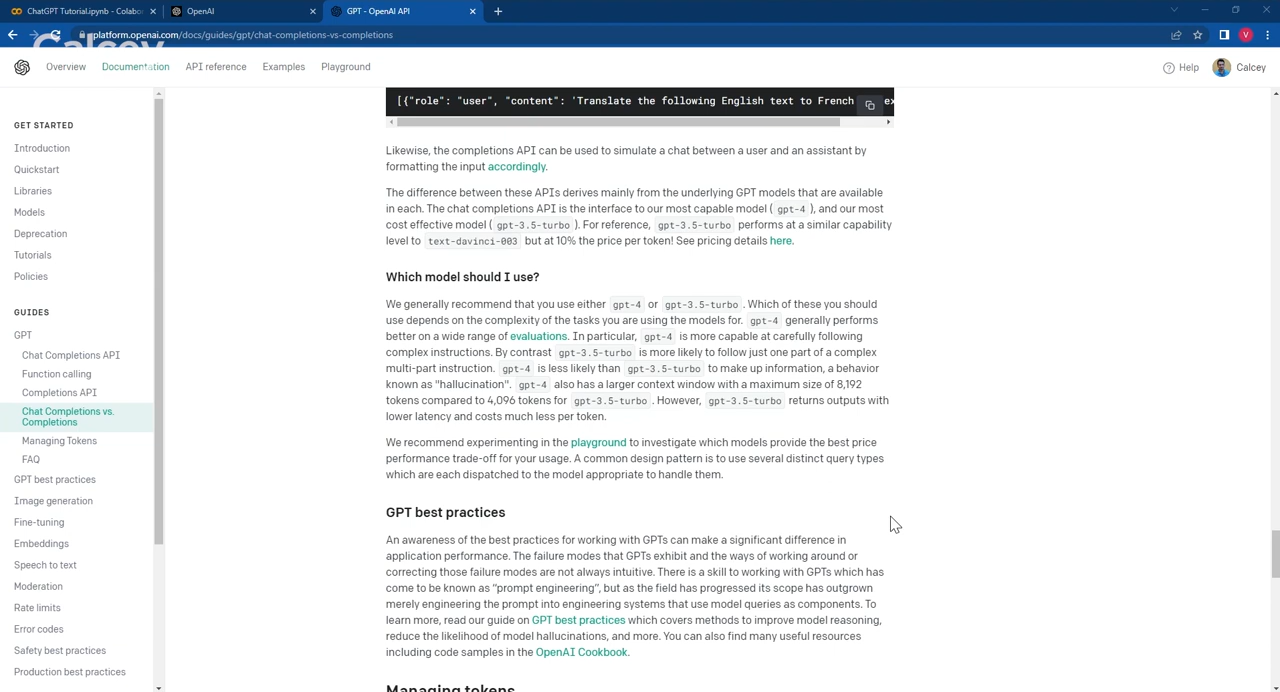 ChatGPT Tutorial.ipynb - Colabo
OpenAI
GPT - OpenAI API
Calcey
platform.openai.com/docs/guides/gpt/chat-completions-vs-completions
V
Overview
Documentation
API reference
Examples
Playground
Help
Calcey
GET STARTED
Introduction
Quickstart
Libraries
Models
Deprecation
Tutorials
Policies
GUIDES
GPT
Chat Completions API
Function calling
Completions API
Chat Completions vs.
Completions
Managing Tokens
FAQ
GPT best practices
Image generation
Fine-tuning
Embeddings
Speech to text
Moderation
Rate limits
Error codes
Safety best practices
Production best practices
[{"role": "user", "content": 'Translate the following English text to French
Likewise, the completions API can be used to simulate a chat between a user and an assistant by
formatting the input accordingly.
The difference between these APIs derives mainly from the underlying GPT models that are available
in each. The chat completions API is the interface to our most capable model ( gpt-4 ), and our most
cost effective model ( gpt-3.5-turbo ). For reference, gpt-3.5-turbo performs at a similar capability
level to text-davinci-003 but at 10% the price per token! See pricing details here.
Which model should I use?
We generally recommend that you use either gpt-4 or gpt-3.5-turbo . Which of these you should
use depends on the complexity of the tasks you are using the models for. gpt-4 generally performs
better on a wide range of evaluations. In particular, gpt-4 is more capable at carefully following
complex instructions. By contrast gpt-3.5-turbo is more likely to follow just one part of a complex
multi-part instruction. gpt-4 is less likely than gpt-3.5-turbo to make up information, a behavior
known as "hallucination". gpt-4 also has a larger context window with a maximum size of 8,192
tokens compared to 4,096 tokens for gpt-3.5-turbo . However, gpt-3.5-turbo returns outputs with
lower latency and costs much less per token.
We recommend experimenting in the playground to investigate which models provide the best price
performance trade-off for your usage. A common design pattern is to use several distinct query types
which are each dispatched to the model appropriate to handle them.
GPT best practices
An awareness of the best practices for working with GPTs can make a significant difference in
application performance. The failure modes that GPTs exhibit and the ways of working around or
correcting those failure modes are not always intuitive. There is a skill to working with GPTs which has
come to be known as “prompt engineering”, but as the field has progressed its scope has outgrown
merely engineering the prompt into engineering systems that use model queries as components. To
learn more, read our guide on GPT best practices which covers methods to improve model reasoning,
reduce the likelihood of model hallucinations, and more. You can also find many useful resources
including code samples in the OpenAI Cookbook.
Managing tokens